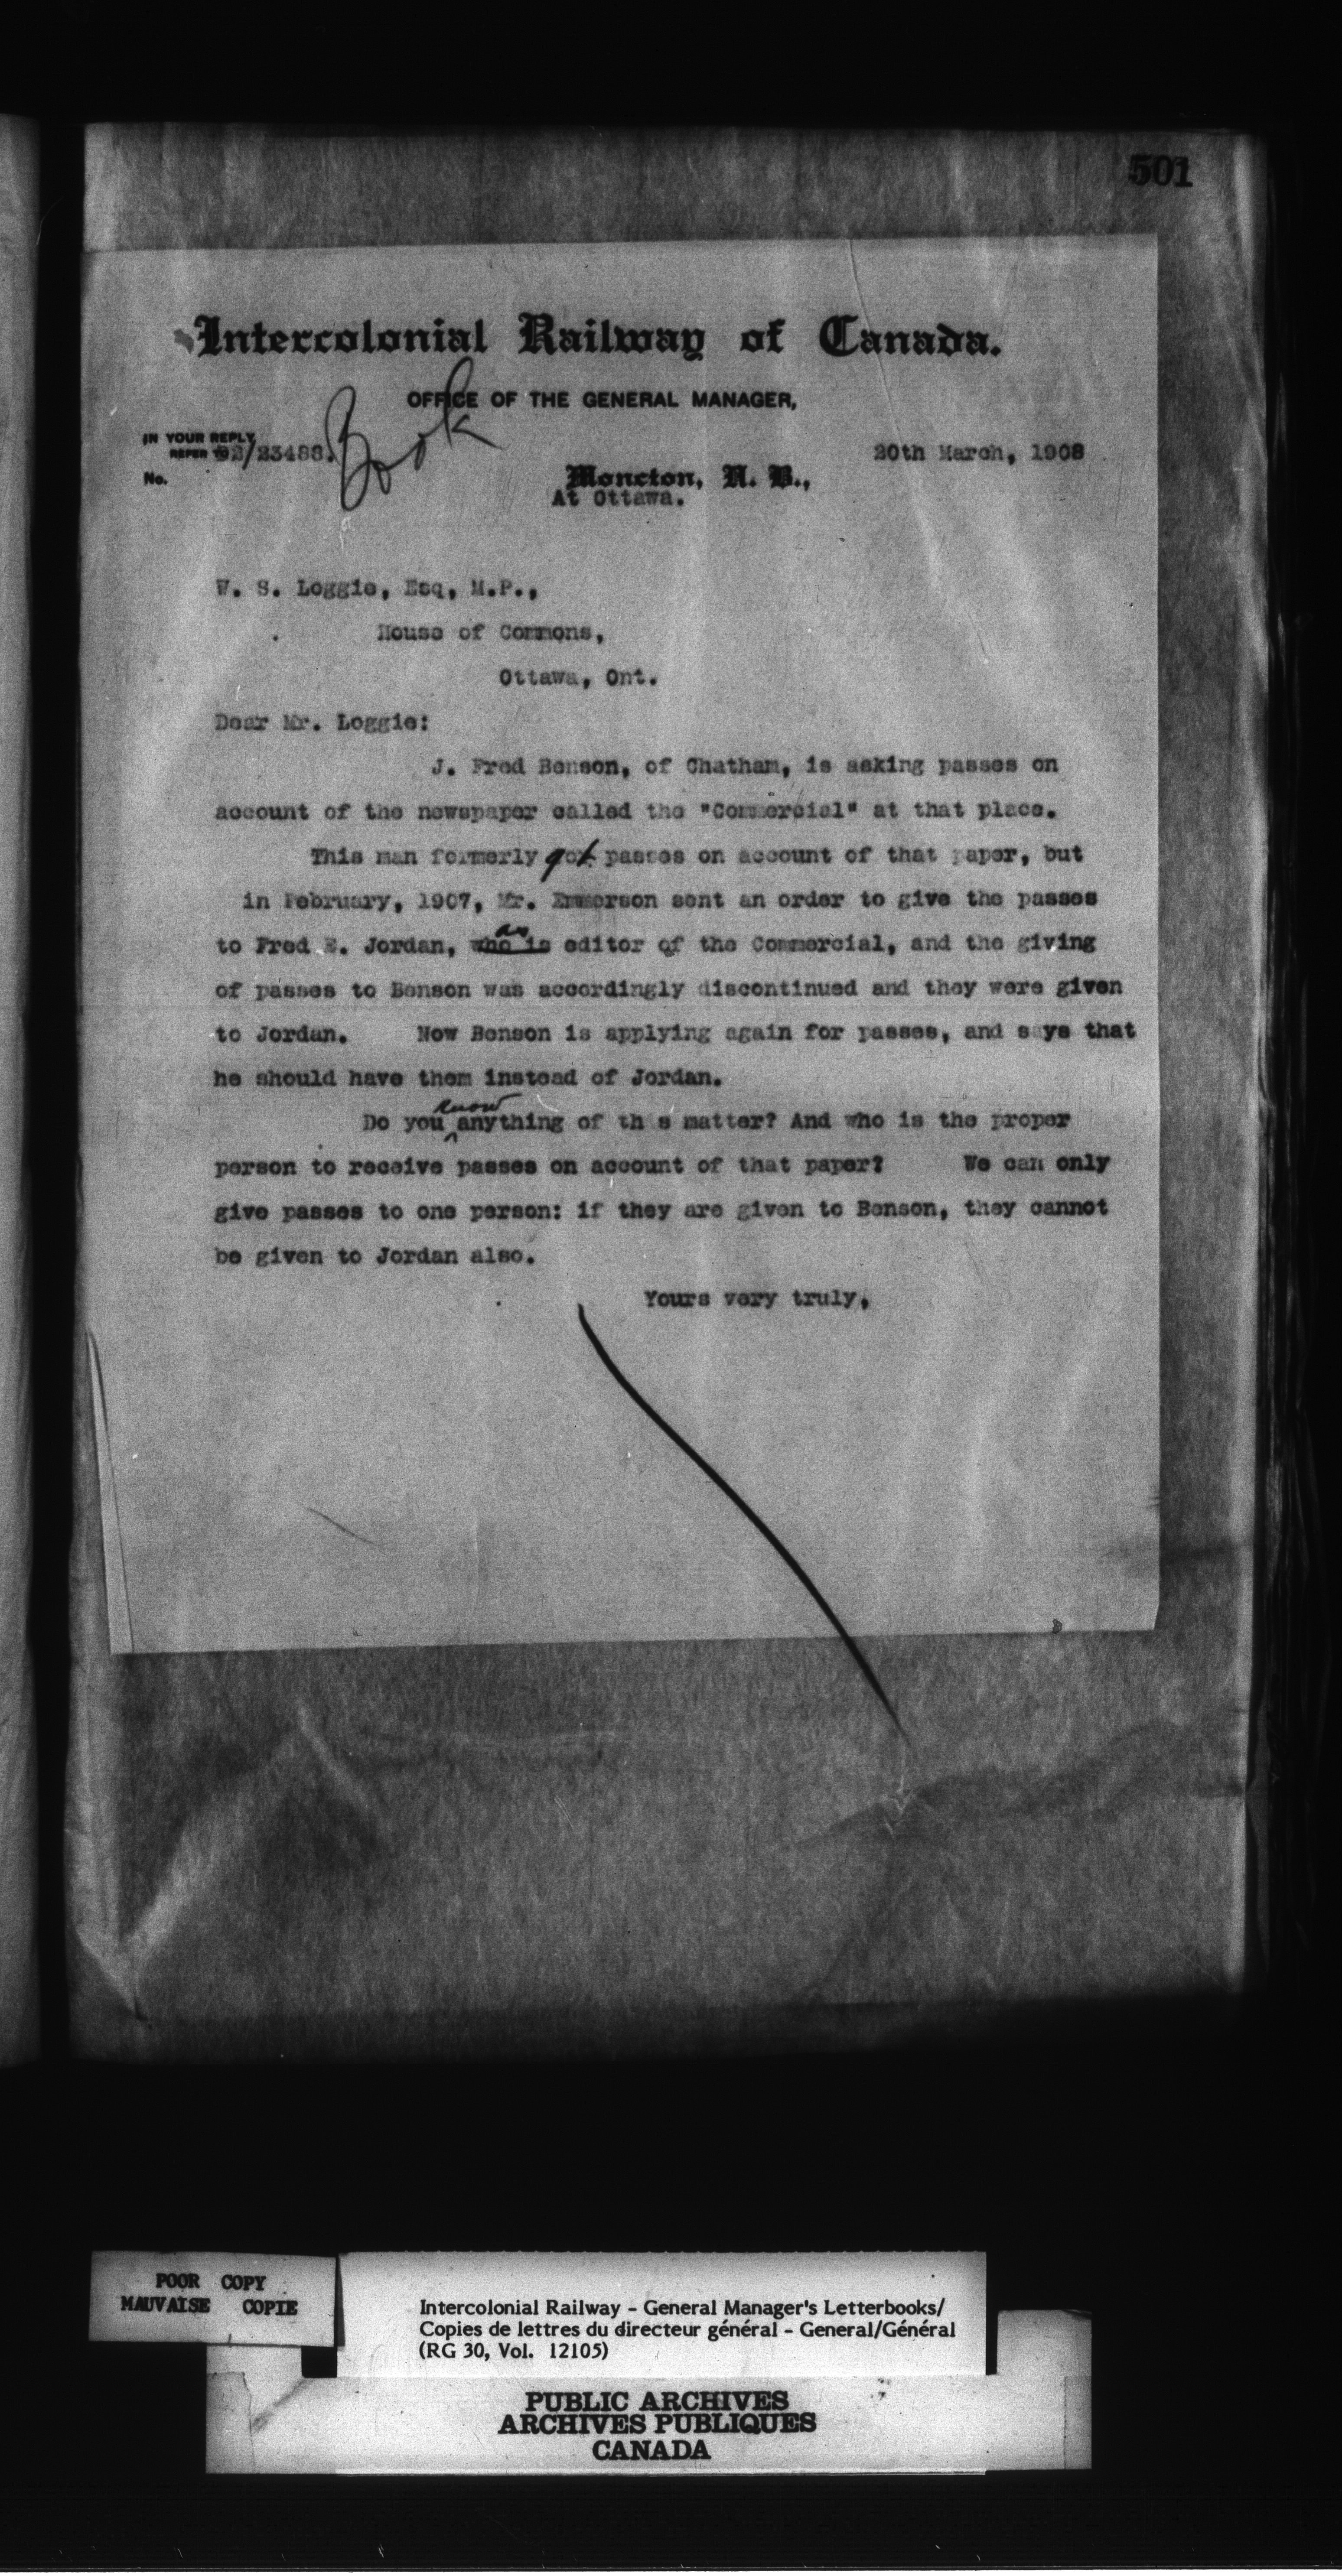 501
Intercolonial Railway of Canada.
OFFICE OF THE GENERAL MANAGER,
Book
IN YOUR REPLY
REFER TO 92/23488.
No.
20th March, 1908
Moncton, N. B.,
At Ottawa.
W. S. Loggie, Esq, M.P.,
House of Commons,
Ottawa, Ont.
Dear Mr. Loggie:
J. Fred Benson, of Chatham, is asking passes on
account of the newspaper called the "Commercial" at that place.
This man formerly got passes on account of that paper, but
in February, 1907, Mr. Emmerson sent an order to give the passes
as
to Fred E. Jordan, who is editor of the Commercial, and the giving
of passes to Benson was accordingly discontinued and they were given
to Jordan. Now Benson is applying again for passes, and says that
he should have them instead of Jordan.
know
Do you ^ anything of th s matter? And who is the proper
person to receive passes on account of that paper? We can only
give passes to one person: if they are given to Benson, they cannot
be given to Jordan also.
Yours very truly,
POOR COPY
MAUVAISE COPIE
Intercolonial Railway - General Manager's Letterbooks/
Copies de lettres du directeur général - General/Général
(RG 30, Vol. 12105)
PUBLIC ARCHIVES
ARCHIVES PUBLIQUES
CANADA